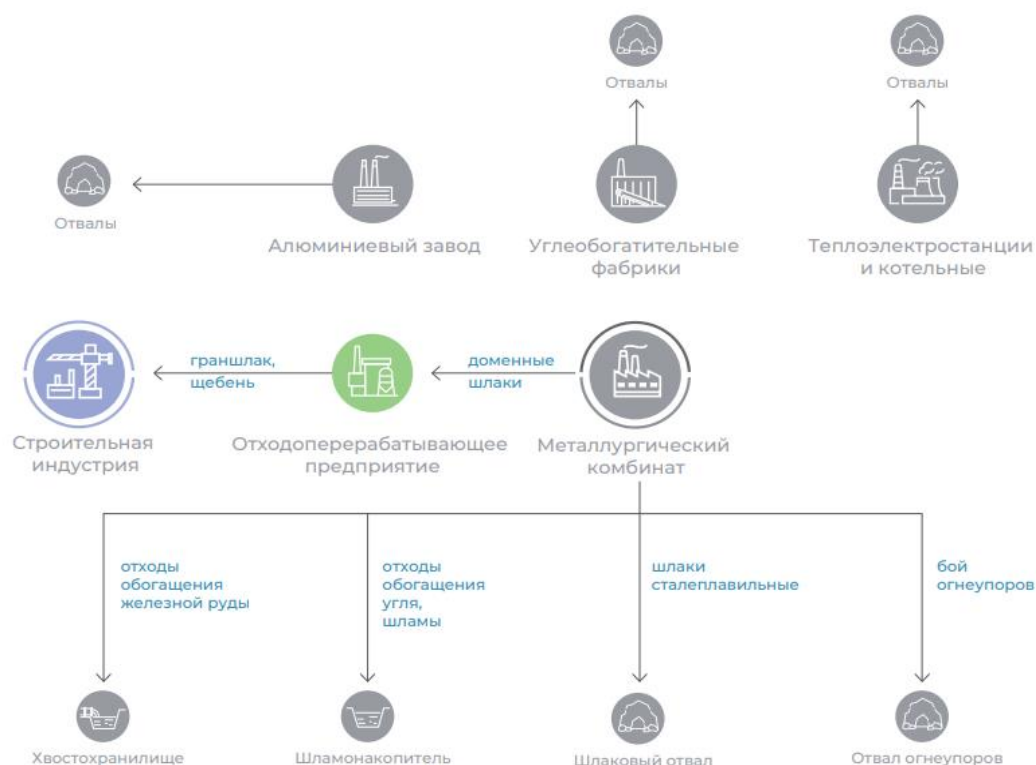 Отвалы
Отвалы
Отвалы
Алюминиевый завод
Углеобогатительные
фабрики
Теплоэлектростанции
и котельные
граншлак,
щебень
доменные
шлаки
Строительная
индустрия
Отходоперерабатывающее
предприятие
Металлургический
комбинат
отходы
обогащения
железной руды
отходы
обогащения
угля,
шламы
шлаки
сталеплавильные
бой
огнеупоров
Хвостохранилище
Шламонакопитель
Шлаковый отвал
Отвал огнеупоров